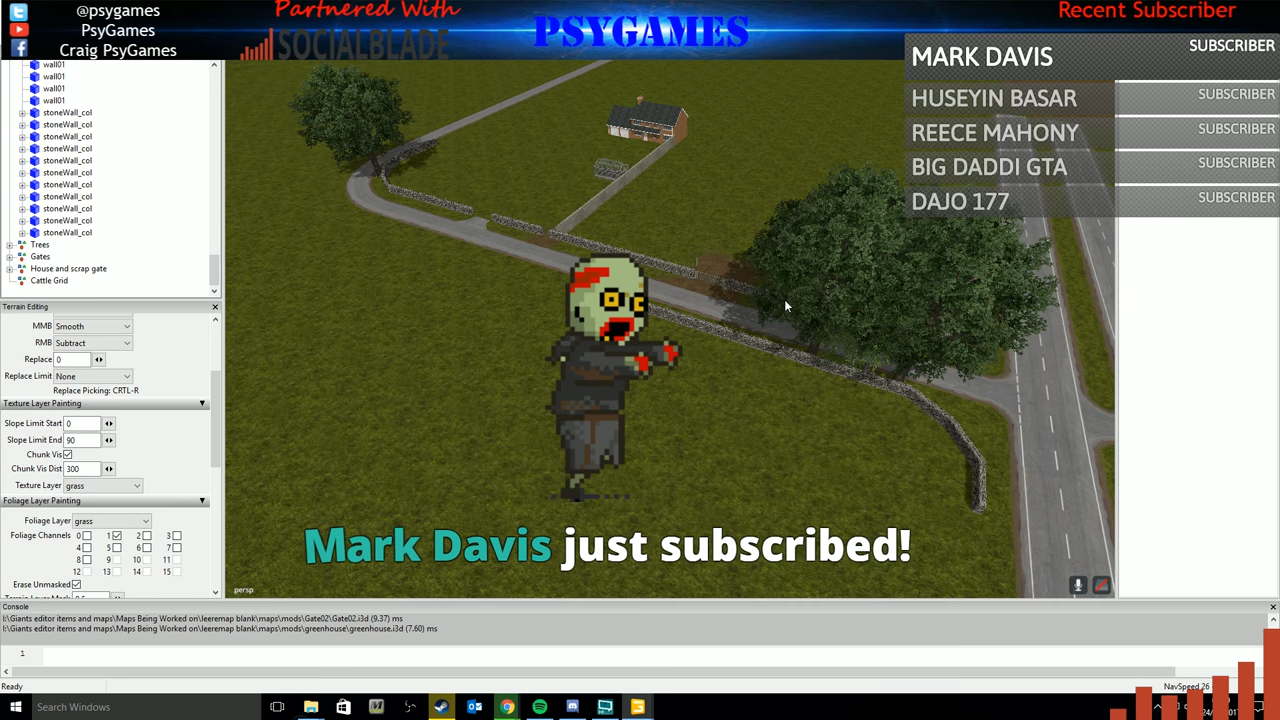 @psygames
PsyGames
Craig PsyGames
Partnered With
SOCIALBLADE
PSYGAMES
Recent Subscriber
MARK DAVIS SUBSCRIBER
HUSEYIN BASAR SUBSCRIBER
REECE MAHONY SUBSCRIBER
BIG DADDI GTA SUBSCRIBER
DAJO 177 SUBSCRIBER
wall01
wall01
wall01
wall01
stoneWall_col
stoneWall_col
stoneWall_col
stoneWall_col
stoneWall_col
stoneWall_col
stoneWall_col
stoneWall_col
stoneWall_col
stoneWall_col
stoneWall_col
Trees
Gates
House and scrap gate
Cattle Grid
Terrain Editing
MMB Smooth
RMB Subtract
Replace 0
Replace Limit None
Replace Picking: CRTL-R
Texture Layer Painting
Slope Limit Start 0
Slope Limit End 90
Chunk Vis
Chunk Vis Dist 300
Texture Layer grass
Foliage Layer Painting
Foliage Layer grass
Foliage Channels 0 1 2 3
4 5 6 7
8 9 10 11
12 13 14 15
Erase Unmasked
Mark Davis just subscribed!
persp
Console
I:\Giants editor items and maps\Maps Being Worked on\leeremap blank\maps\mods\Gate02\Gate02.i3d (9.37) ms
I:\Giants editor items and maps\Maps Being Worked on\leeremap blank\maps\mods\greenhouse\greenhouse.i3d (7.60) ms
1
Ready
NavSpeed 26
Search Windows